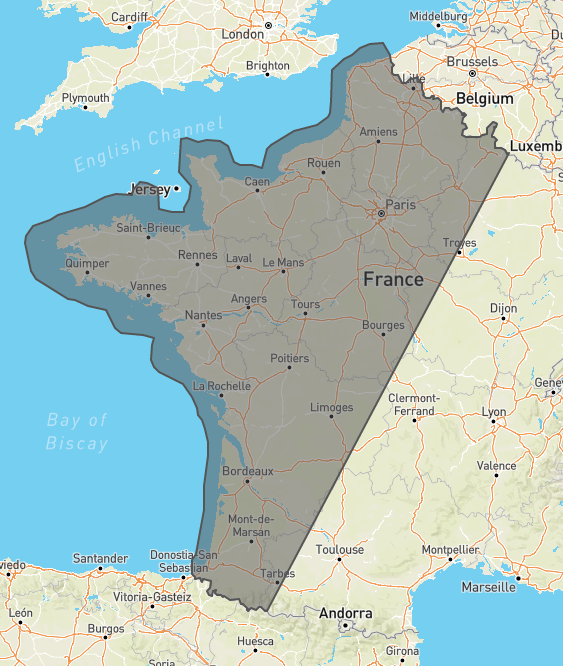 Cardiff
London
Middelburg
Du
Brighton
Brussels
Plymouth
Lille
Belgium
English Channel
Amiens
Luxemb
Rouen
Jersey
Caen
S
Paris
Saint-Brieuc
Troyes
Rennes
Laval
Le Mans
Quimper
France
Vannes
Angers
Tours
Dijon
Nantes
Bourges
Poitiers
La Rochelle
Genev
Clermont-
Ferrand
Limoges
Lyon
Bay of
Biscay
Valence
Bordeaux
Mont-de-
Marsan
Toulouse
Montpellier
Donostia-San
Sebastián
Santander
viedo
Tarbes
Marseille
Vitoria-Gasteiz
León
Andorra
Burgos
Huesca
Girona
Soria